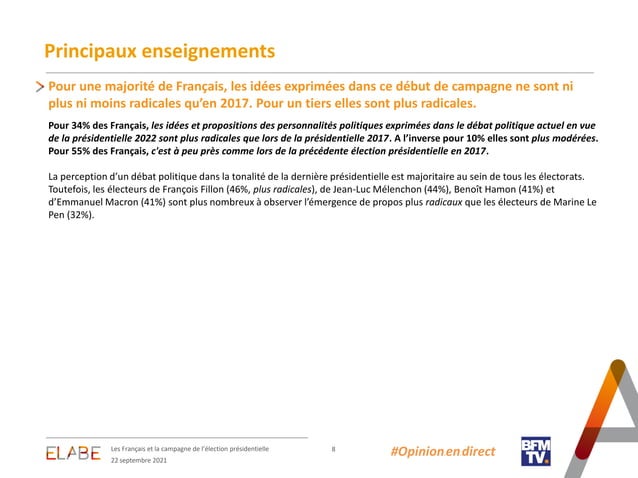 Principaux enseignements
Pour une majorité de Français, les idées exprimées dans ce début de campagne ne sont ni
plus ni moins radicales qu’en 2017. Pour un tiers elles sont plus radicales.
Pour 34% des Français, les idées et propositions des personnalités politiques exprimées dans le débat politique actuel en vue
de la présidentielle 2022 sont plus radicales que lors de la présidentielle 2017. A l’inverse pour 10% elles sont plus modérées.
Pour 55% des Français, c'est à peu près comme lors de la précédente élection présidentielle en 2017.
La perception d’un débat politique dans la tonalité de la dernière présidentielle est majoritaire au sein de tous les électorats.
Toutefois, les électeurs de François Fillon (46%, plus radicales), de Jean-Luc Mélenchon (44%), Benoît Hamon (41%) et
d’Emmanuel Macron (41%) sont plus nombreux à observer l’émergence de propos plus radicaux que les électeurs de Marine Le
Pen (32%).
ELABE
Les Français et la campagne de l’élection présidentielle
22 septembre 2021
8
#Opinionendirect
BFM
TV.